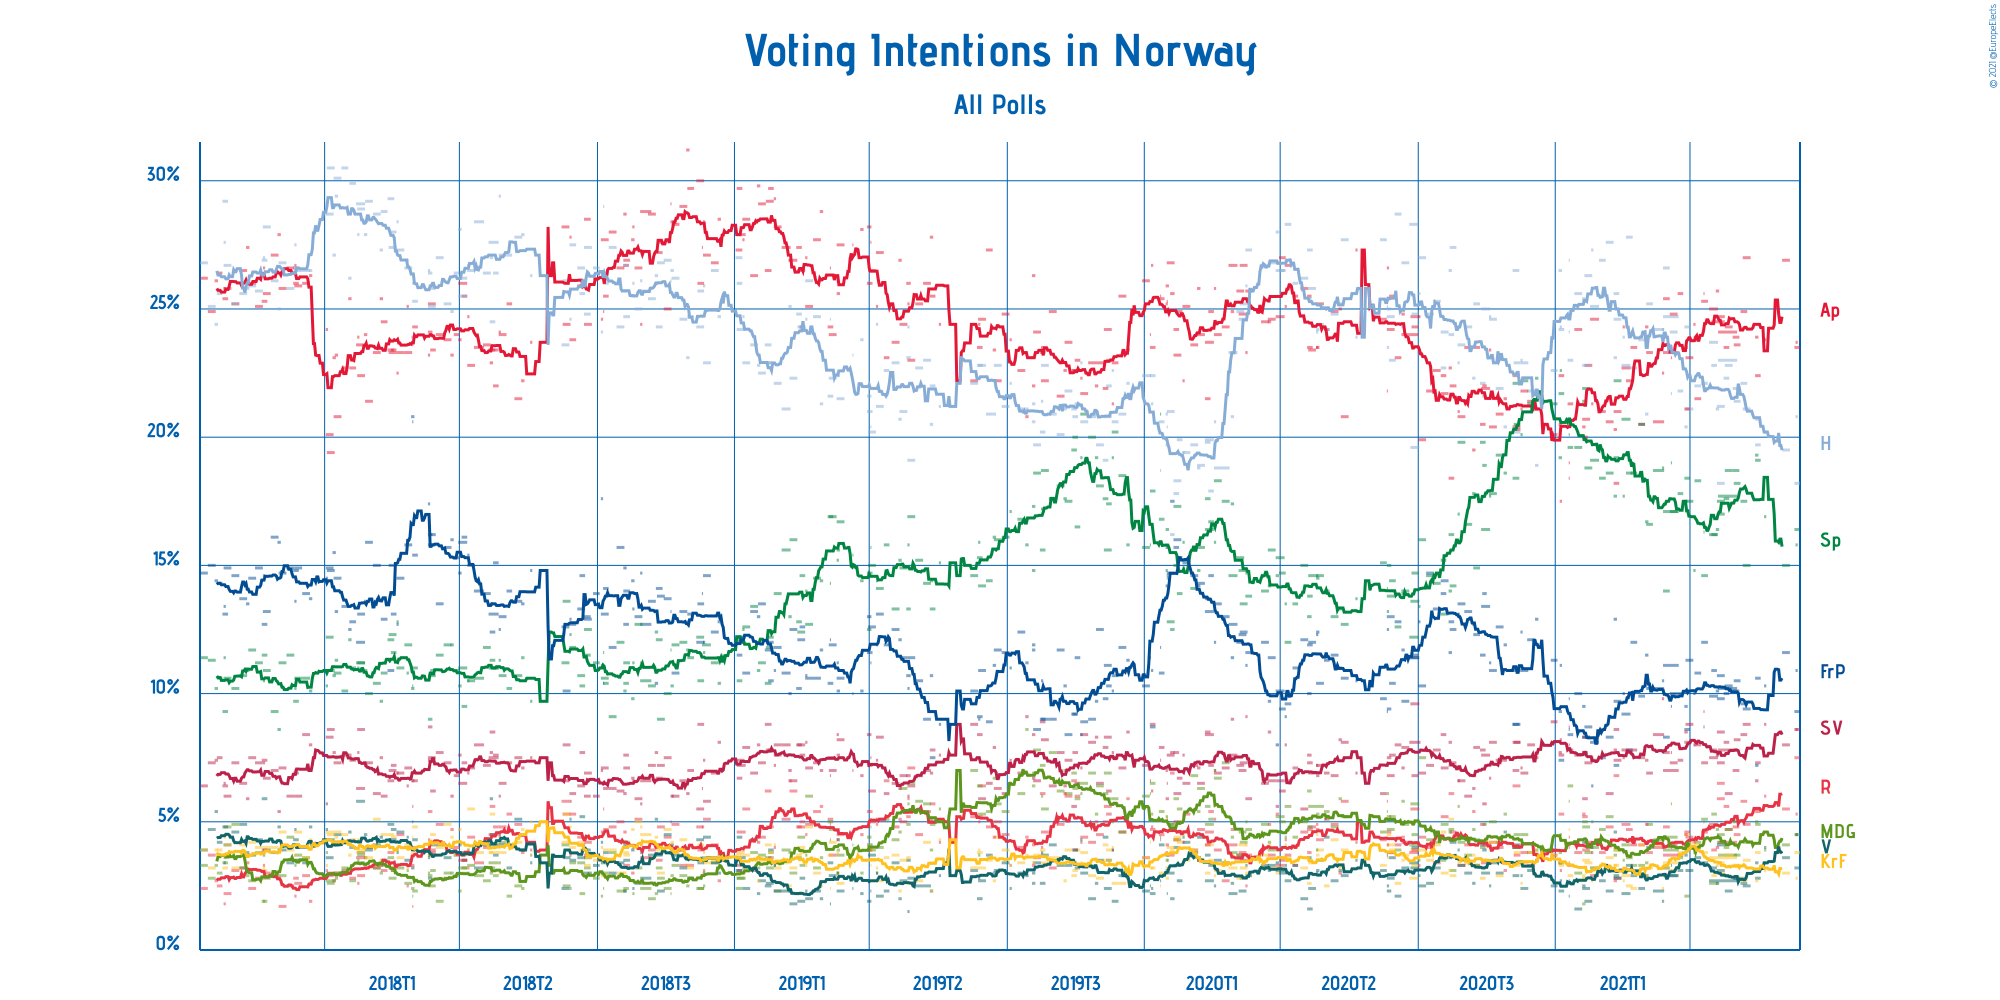 Voting Intentions in Norway
All Polls
© 2021 @EuropeElects
30%
25%
20%
15%
10%
5%
0%
Ap
H
Sp
FrP
SV
R
MDG
V
KrF
2018T1
2018T2
2018T3
2019T1
2019T2
2019T3
2020T1
2020T2
2020T3
2021T1